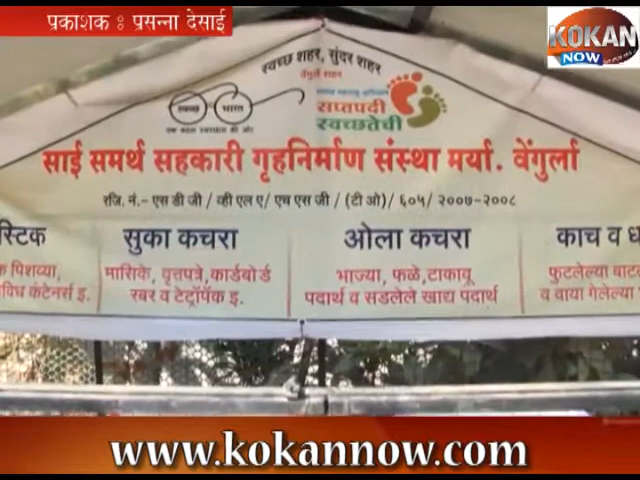 प्रकाशक : प्रसन्ना देसाई
KOKAN
NOW
स्वच्छ शहर, सुंदर शहर
वेंगुर्ला शहर
स्वच्छ भारत
एक कदम स्वच्छता की ओर
सप्तपदी
स्वच्छतेची
साई समर्थ सहकारी गृहनिर्माण संस्था मर्या. वेंगुर्ला
रजि. नं.- एस डी जी / व्ही एल ए/ एच एस जी / (टी ओ)/ ६०५/ २००७-२००८
स्टिक
सुका कचरा
ओला कचरा
काच व ध
क पिशव्या,
मासिके, वृत्तपत्रे, कार्डबोर्ड
भाज्या, फळे, टाकावू
फुटलेल्या बाट
विध कंटेनर्स इ.
रबर व टेट्रॉपॅक इ.
पदार्थ व सडलेले खाद्य पदार्थ
व वाया गेलेल्या
www.kokannow.com